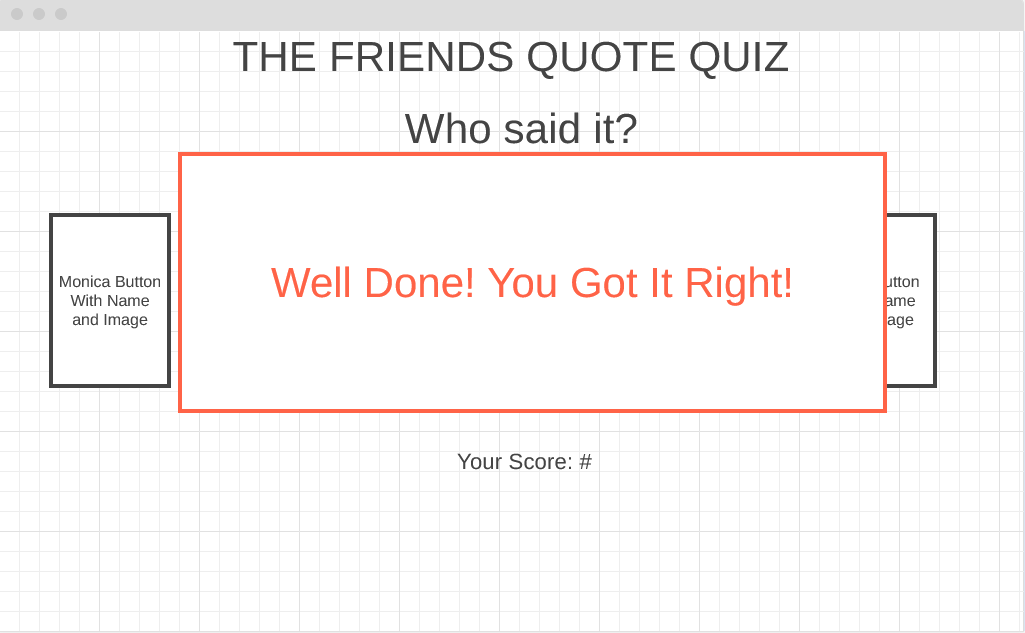 THE FRIENDS QUOTE QUIZ
Who said it?
Monica Button
With Name
and Image
Well Done! You Got It Right!
utton
ame
age
Your Score: #